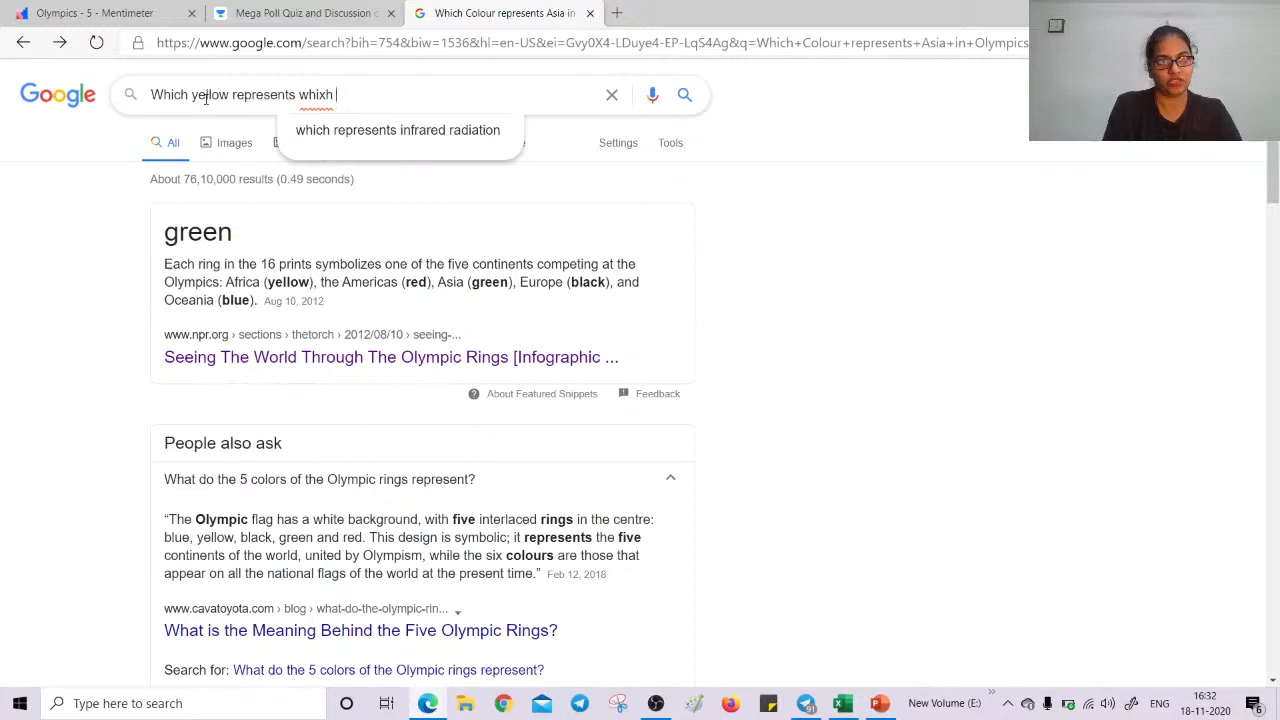 Olympics - 5 - Mentimeter
Mega Poll Quiz and Discussion
Which Colour represents Asia in
https://www.google.com/search?bih=754&biw=1536&hl=en-US&ei=Gvy0X4-LDuye4-EP-LqS4Ag&q=Which+Colour+represents+Asia+in+Olympics
Google
Which yellow represents whixh
which represents infrared radiation
All
Images
Settings
Tools
About 76,10,000 results (0.49 seconds)
green
Each ring in the 16 prints symbolizes one of the five continents competing at the
Olympics: Africa (yellow), the Americas (red), Asia (green), Europe (black), and
Oceania (blue). Aug 10, 2012
www.npr.org › sections › thetorch › 2012/08/10 › seeing-...
Seeing The World Through The Olympic Rings [Infographic ...
About Featured Snippets
Feedback
People also ask
What do the 5 colors of the Olympic rings represent?
“The Olympic flag has a white background, with five interlaced rings in the centre:
blue, yellow, black, green and red. This design is symbolic; it represents the five
continents of the world, united by Olympism, while the six colours are those that
appear on all the national flags of the world at the present time.” Feb 12, 2018
www.cavatoyota.com › blog › what-do-the-olympic-rin...
What is the Meaning Behind the Five Olympic Rings?
Search for: What do the 5 colors of the Olympic rings represent?
Type here to search
New Volume (E:)
ENG
16:32
18-11-2020